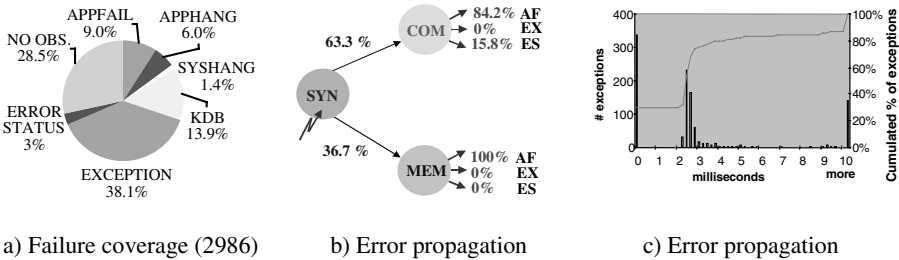 APPFAIL
9.0%
APPHANG
6.0%
NO OBS.
28.5%
SYSHANG
1.4%
KDB
13.9%
ERROR
STATUS
3%
EXCEPTION
38.1%
a) Failure coverage (2986)
SYN
63.3 %
36.7 %
COM
84.2% AF
0% EX
15.8% ES
MEM
100% AF
0% EX
0% ES
b) Error propagation
# exceptions
400
300
200
100
0
100%
80%
60%
40%
20%
0%
Cumulated % of exceptions
0 1 2 3 4 5 6 7 8 9 10
milliseconds more
c) Error propagation